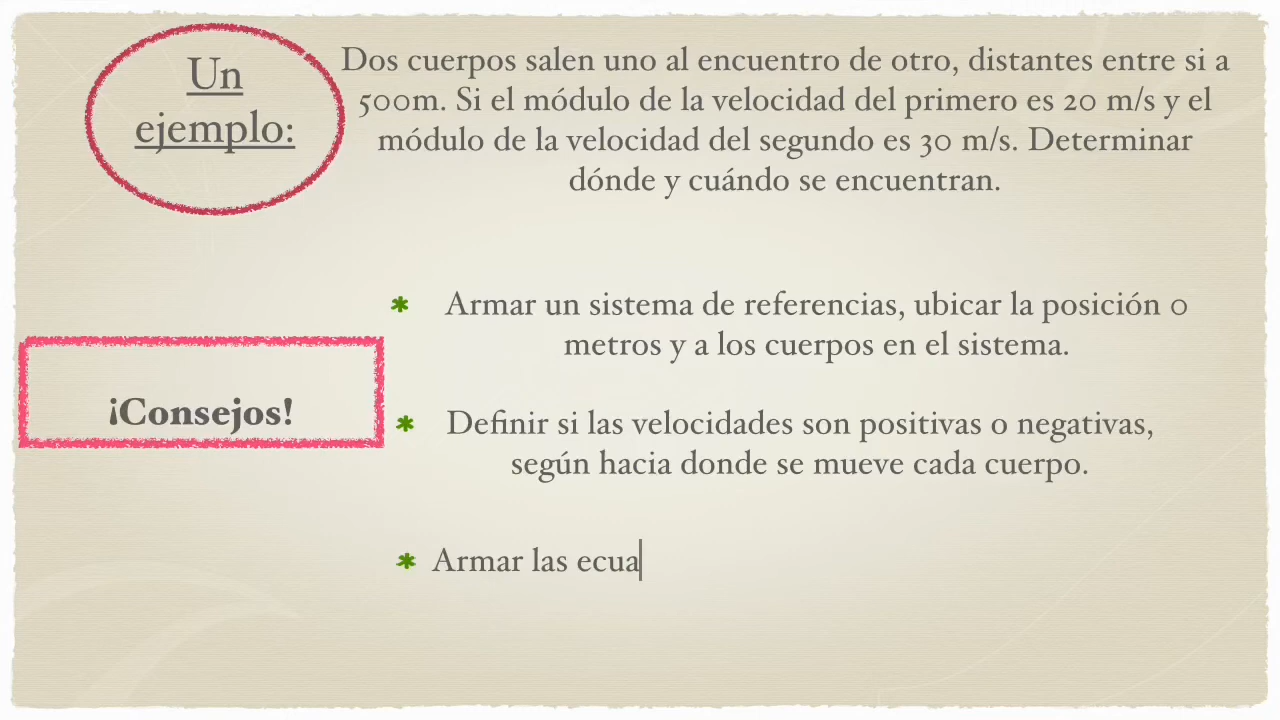 Un
ejemplo:
Dos cuerpos salen uno al encuentro de otro, distantes entre si a
500m. Si el módulo de la velocidad del primero es 20 m/s y el
módulo de la velocidad del segundo es 30 m/s. Determinar
dónde y cuándo se encuentran.
* Armar un sistema de referencias, ubicar la posición 0
metros y a los cuerpos en el sistema.
¡Consejos!
* Definir si las velocidades son positivas o negativas,
según hacia donde se mueve cada cuerpo.
* Armar las ecua